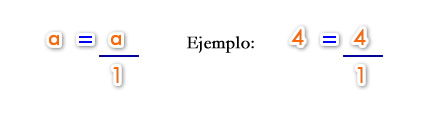 a = a/1 Ejemplo: 4 = 4/1